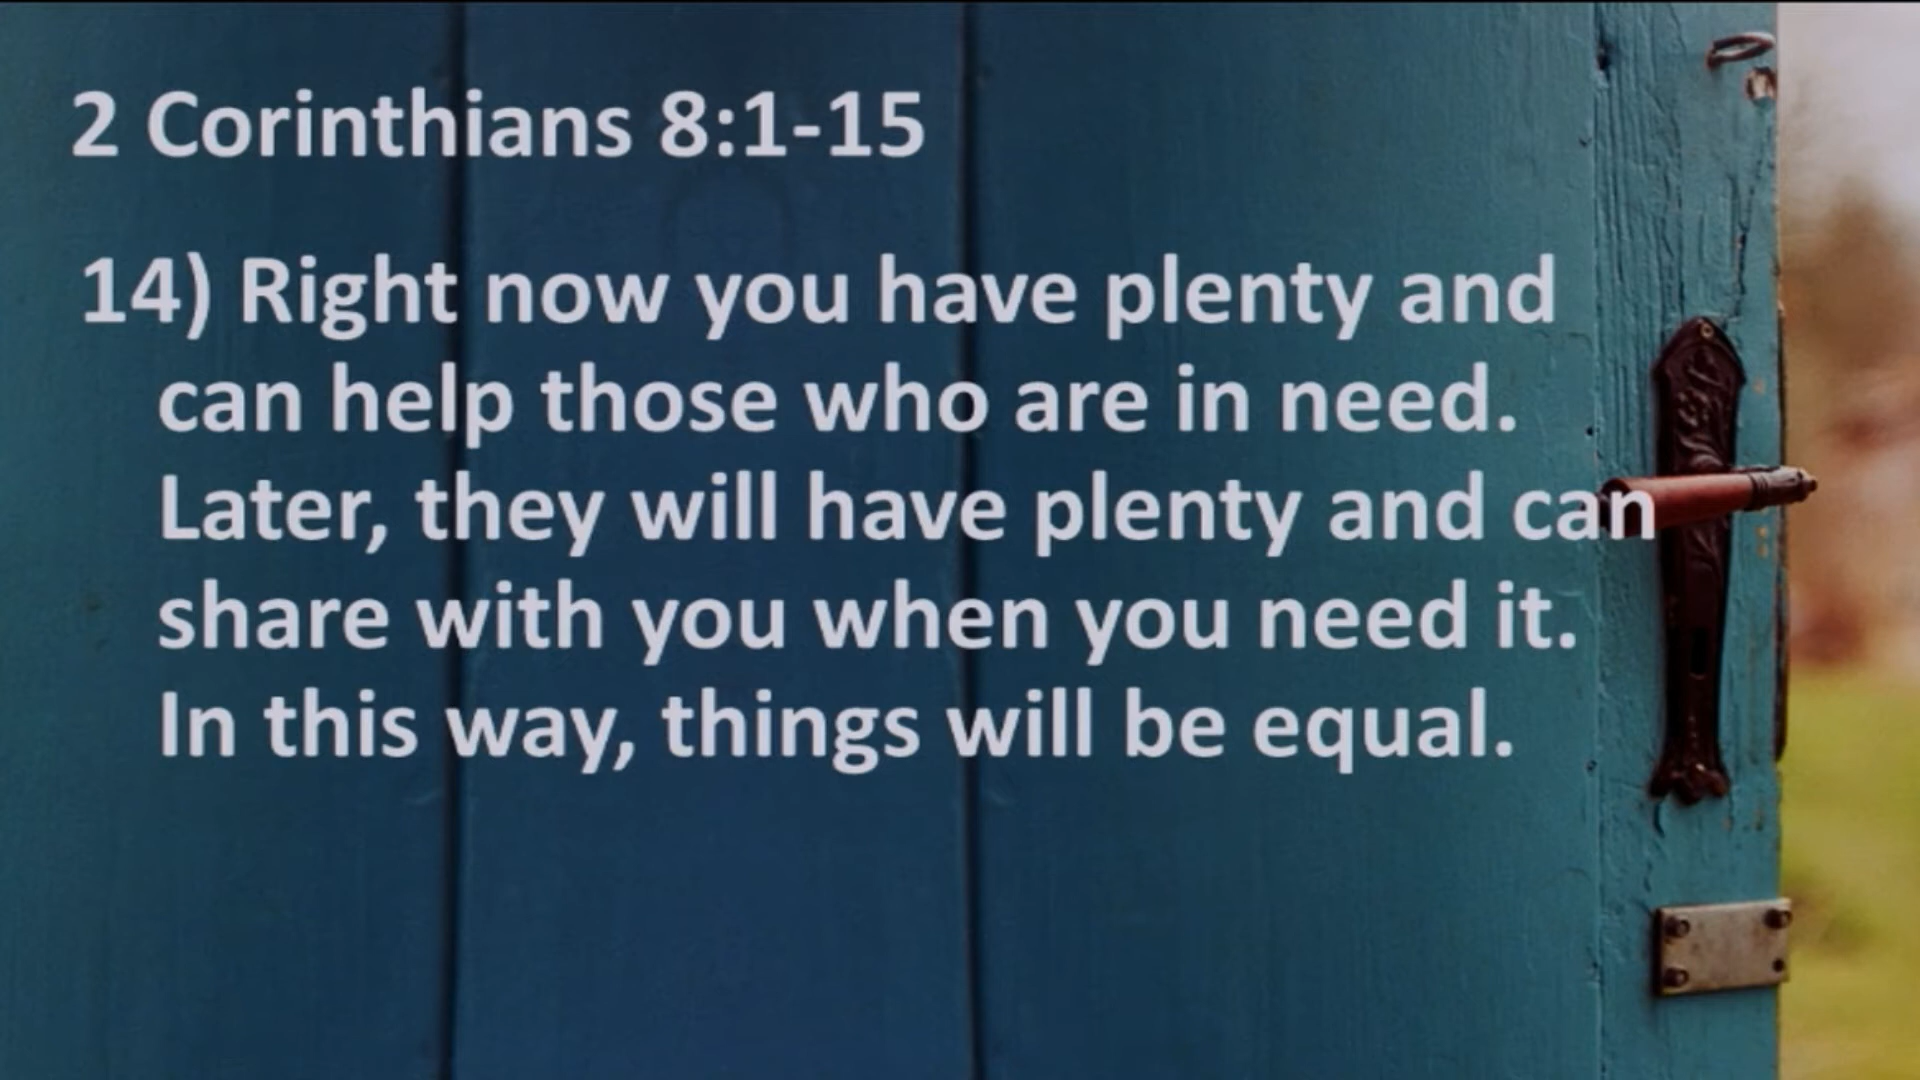 2 Corinthians 8:1-15
14) Right now you have plenty and
can help those who are in need.
Later, they will have plenty and can
share with you when you need it.
In this way, things will be equal.